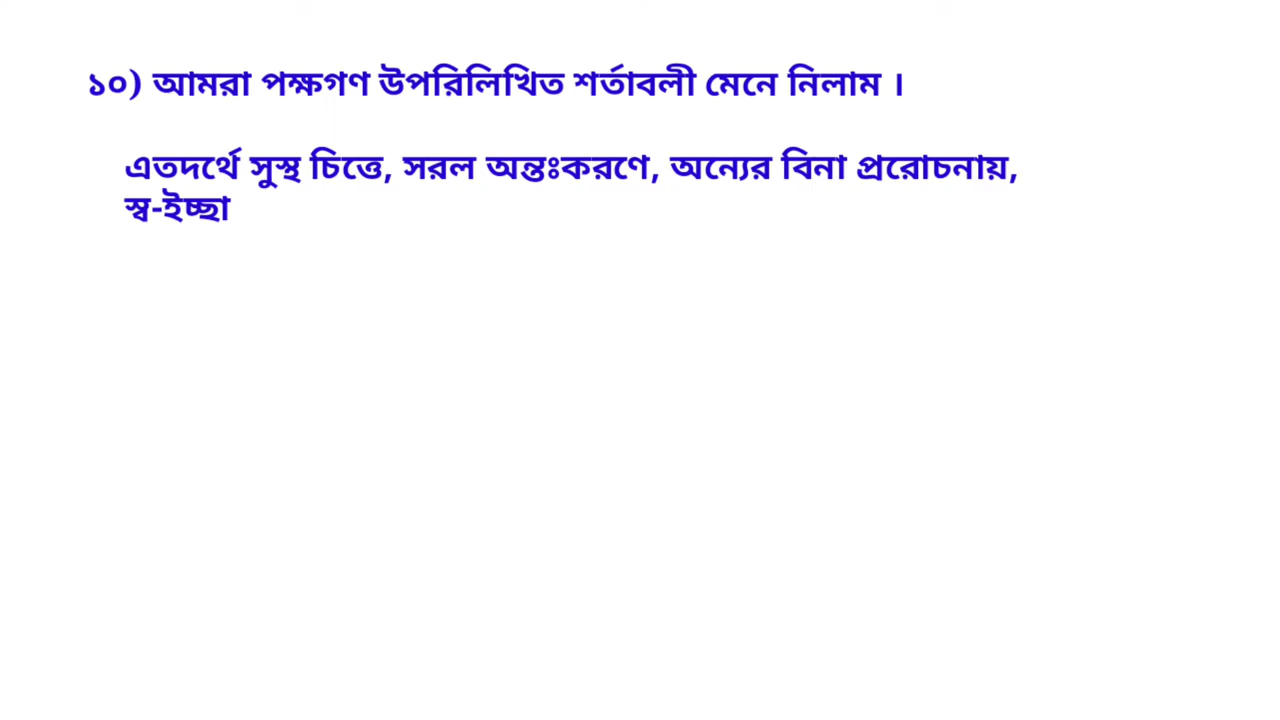 ১০) আমরা পক্ষগণ উপরিলিখিত শর্তাবলী মেনে নিলাম ।
এতদর্থে সুস্থ চিত্তে, সরল অন্তঃকরণে, অন্যের বিনা প্ররোচনায়,
স্ব-ইচ্ছা